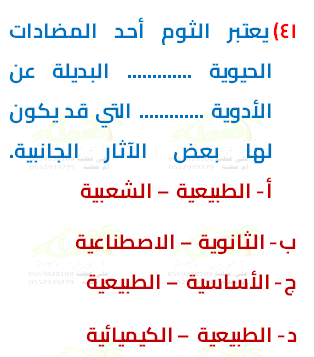 ٤١) يعتبر الثوم أحد المضادات
الحيوية ............. البديلة عن
الأدوية ............. التي قد يكون
لها بعض الآثار الجانبية.
أ- الطبيعية – الشعبية
ب- الثانوية – الاصطناعية
ج- الأساسية – الطبيعية
د- الطبيعية – الكيميائية